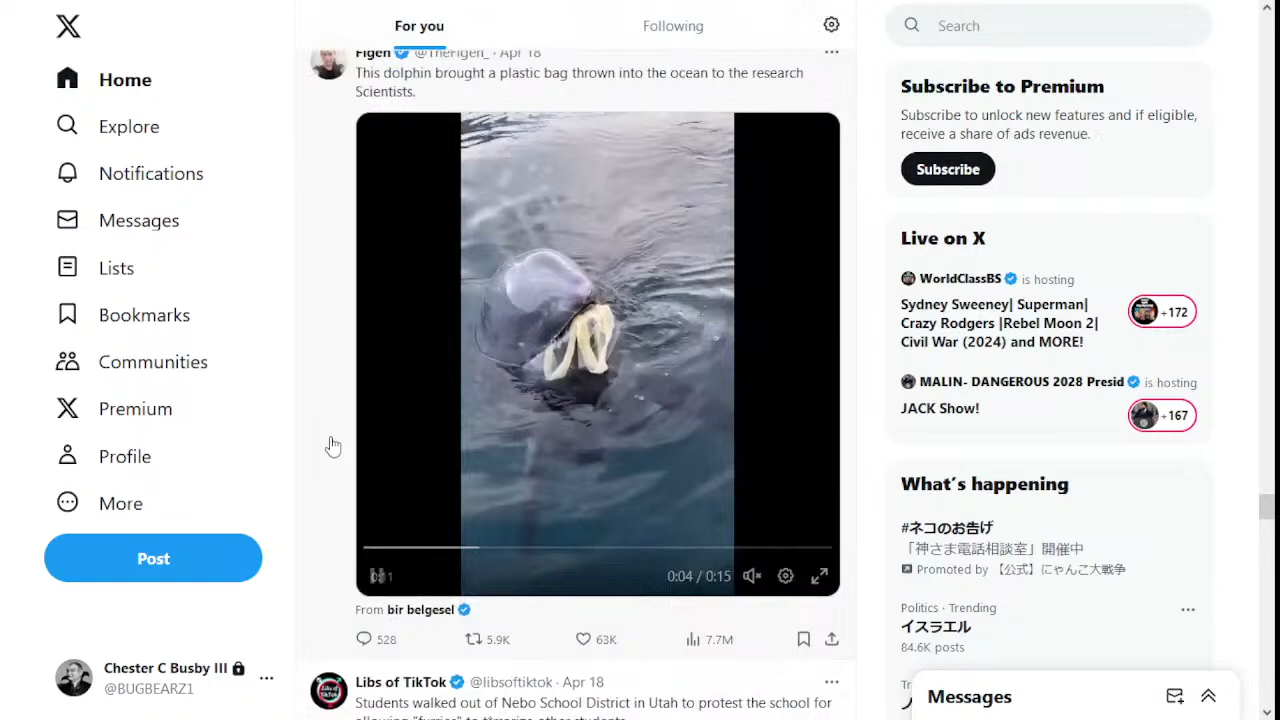 Home
Explore
Notifications
Messages
Lists
Bookmarks
Communities
Premium
Profile
More
Post
Chester C Busby III
@BUGBEARZ1
For you
Following
Figen @TheFigen_ · Apr 18
This dolphin brought a plastic bag thrown into the ocean to the research
Scientists.
0:04 / 0:15
From bir belgesel
528 5.9K 63K 7.7M
Libs of TikTok @libsoftiktok · Apr 18
Students walked out of Nebo School District in Utah to protest the school for
Search
Subscribe to Premium
Subscribe to unlock new features and if eligible,
receive a share of ads revenue.
Subscribe
Live on X
WorldClassBS is hosting
Sydney Sweeney| Superman|
Crazy Rodgers |Rebel Moon 2|
Civil War (2024) and MORE!
+172
MALIN- DANGEROUS 2028 Presid is hosting
JACK Show!
+167
What's happening
#ネコのお告げ
「神さま電話相談室」開催中
Promoted by 【公式】にゃんこ大戦争
Politics · Trending
イスラエル
84.6K posts
Messages